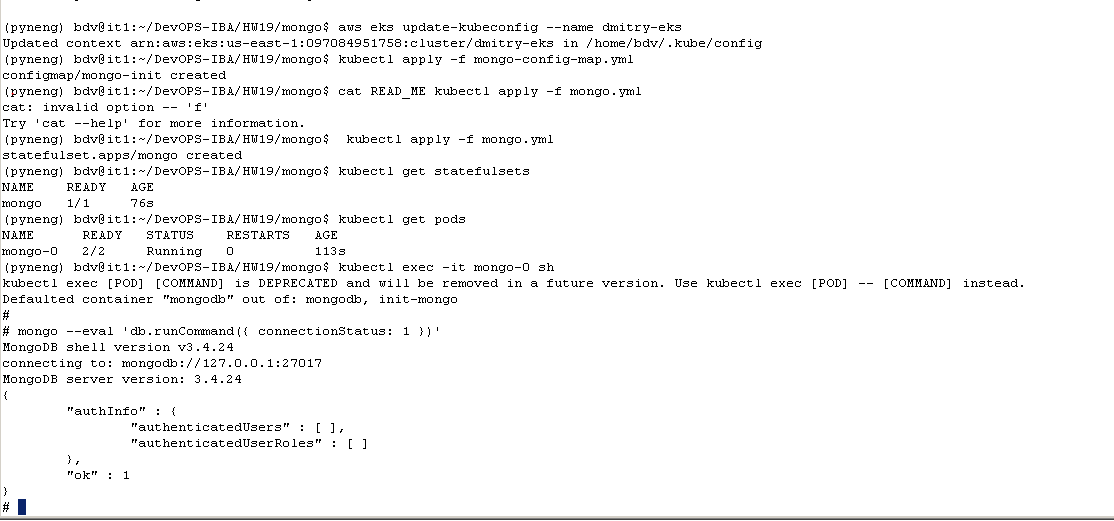 (pyneng) bdv@it1:~/DevOPS-IBA/HW19/mongo$ aws eks update-kubeconfig --name dmitry-eks
Updated context arn:aws:eks:us-east-1:097084951758:cluster/dmitry-eks in /home/bdv/.kube/config
(pyneng) bdv@it1:~/DevOPS-IBA/HW19/mongo$ kubectl apply -f mongo-config-map.yml
configmap/mongo-init created
(pyneng) bdv@it1:~/DevOPS-IBA/HW19/mongo$ cat READ_ME kubectl apply -f mongo.yml
cat: invalid option -- 'f'
Try 'cat --help' for more information.
(pyneng) bdv@it1:~/DevOPS-IBA/HW19/mongo$  kubectl apply -f mongo.yml
statefulset.apps/mongo created
(pyneng) bdv@it1:~/DevOPS-IBA/HW19/mongo$ kubectl get statefulsets
NAME    READY   AGE
mongo   1/1     76s
(pyneng) bdv@it1:~/DevOPS-IBA/HW19/mongo$ kubectl get pods
NAME      READY   STATUS    RESTARTS   AGE
mongo-0   2/2     Running   0          113s
(pyneng) bdv@it1:~/DevOPS-IBA/HW19/mongo$ kubectl exec -it mongo-0 sh
kubectl exec [POD] [COMMAND] is DEPRECATED and will be removed in a future version. Use kubectl exec [POD] -- [COMMAND] instead.
Defaulted container "mongodb" out of: mongodb, init-mongo
#
# mongo --eval 'db.runCommand({ connectionStatus: 1 })'
MongoDB shell version v3.4.24
connecting to: mongodb://127.0.0.1:27017
MongoDB server version: 3.4.24
{
        "authInfo" : {
                "authenticatedUsers" : [ ],
                "authenticatedUserRoles" : [ ]
        },
        "ok" : 1
}
#